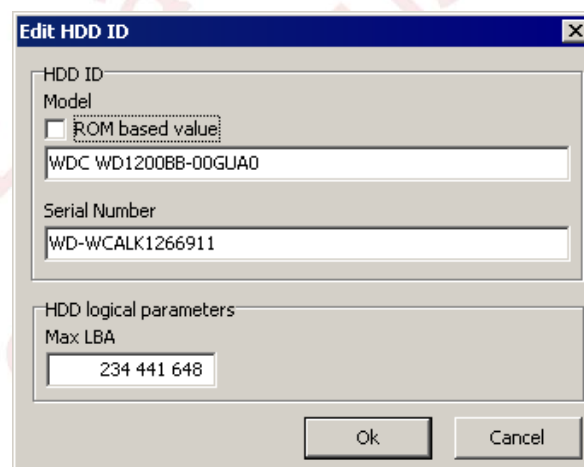 Edit HDD ID
HDD ID
Model
ROM based value
WDC WD1200BB-00GUA0
Serial Number
WD-WCALK1266911
HDD logical parameters
Max LBA
234 441 648
Ok
Cancel